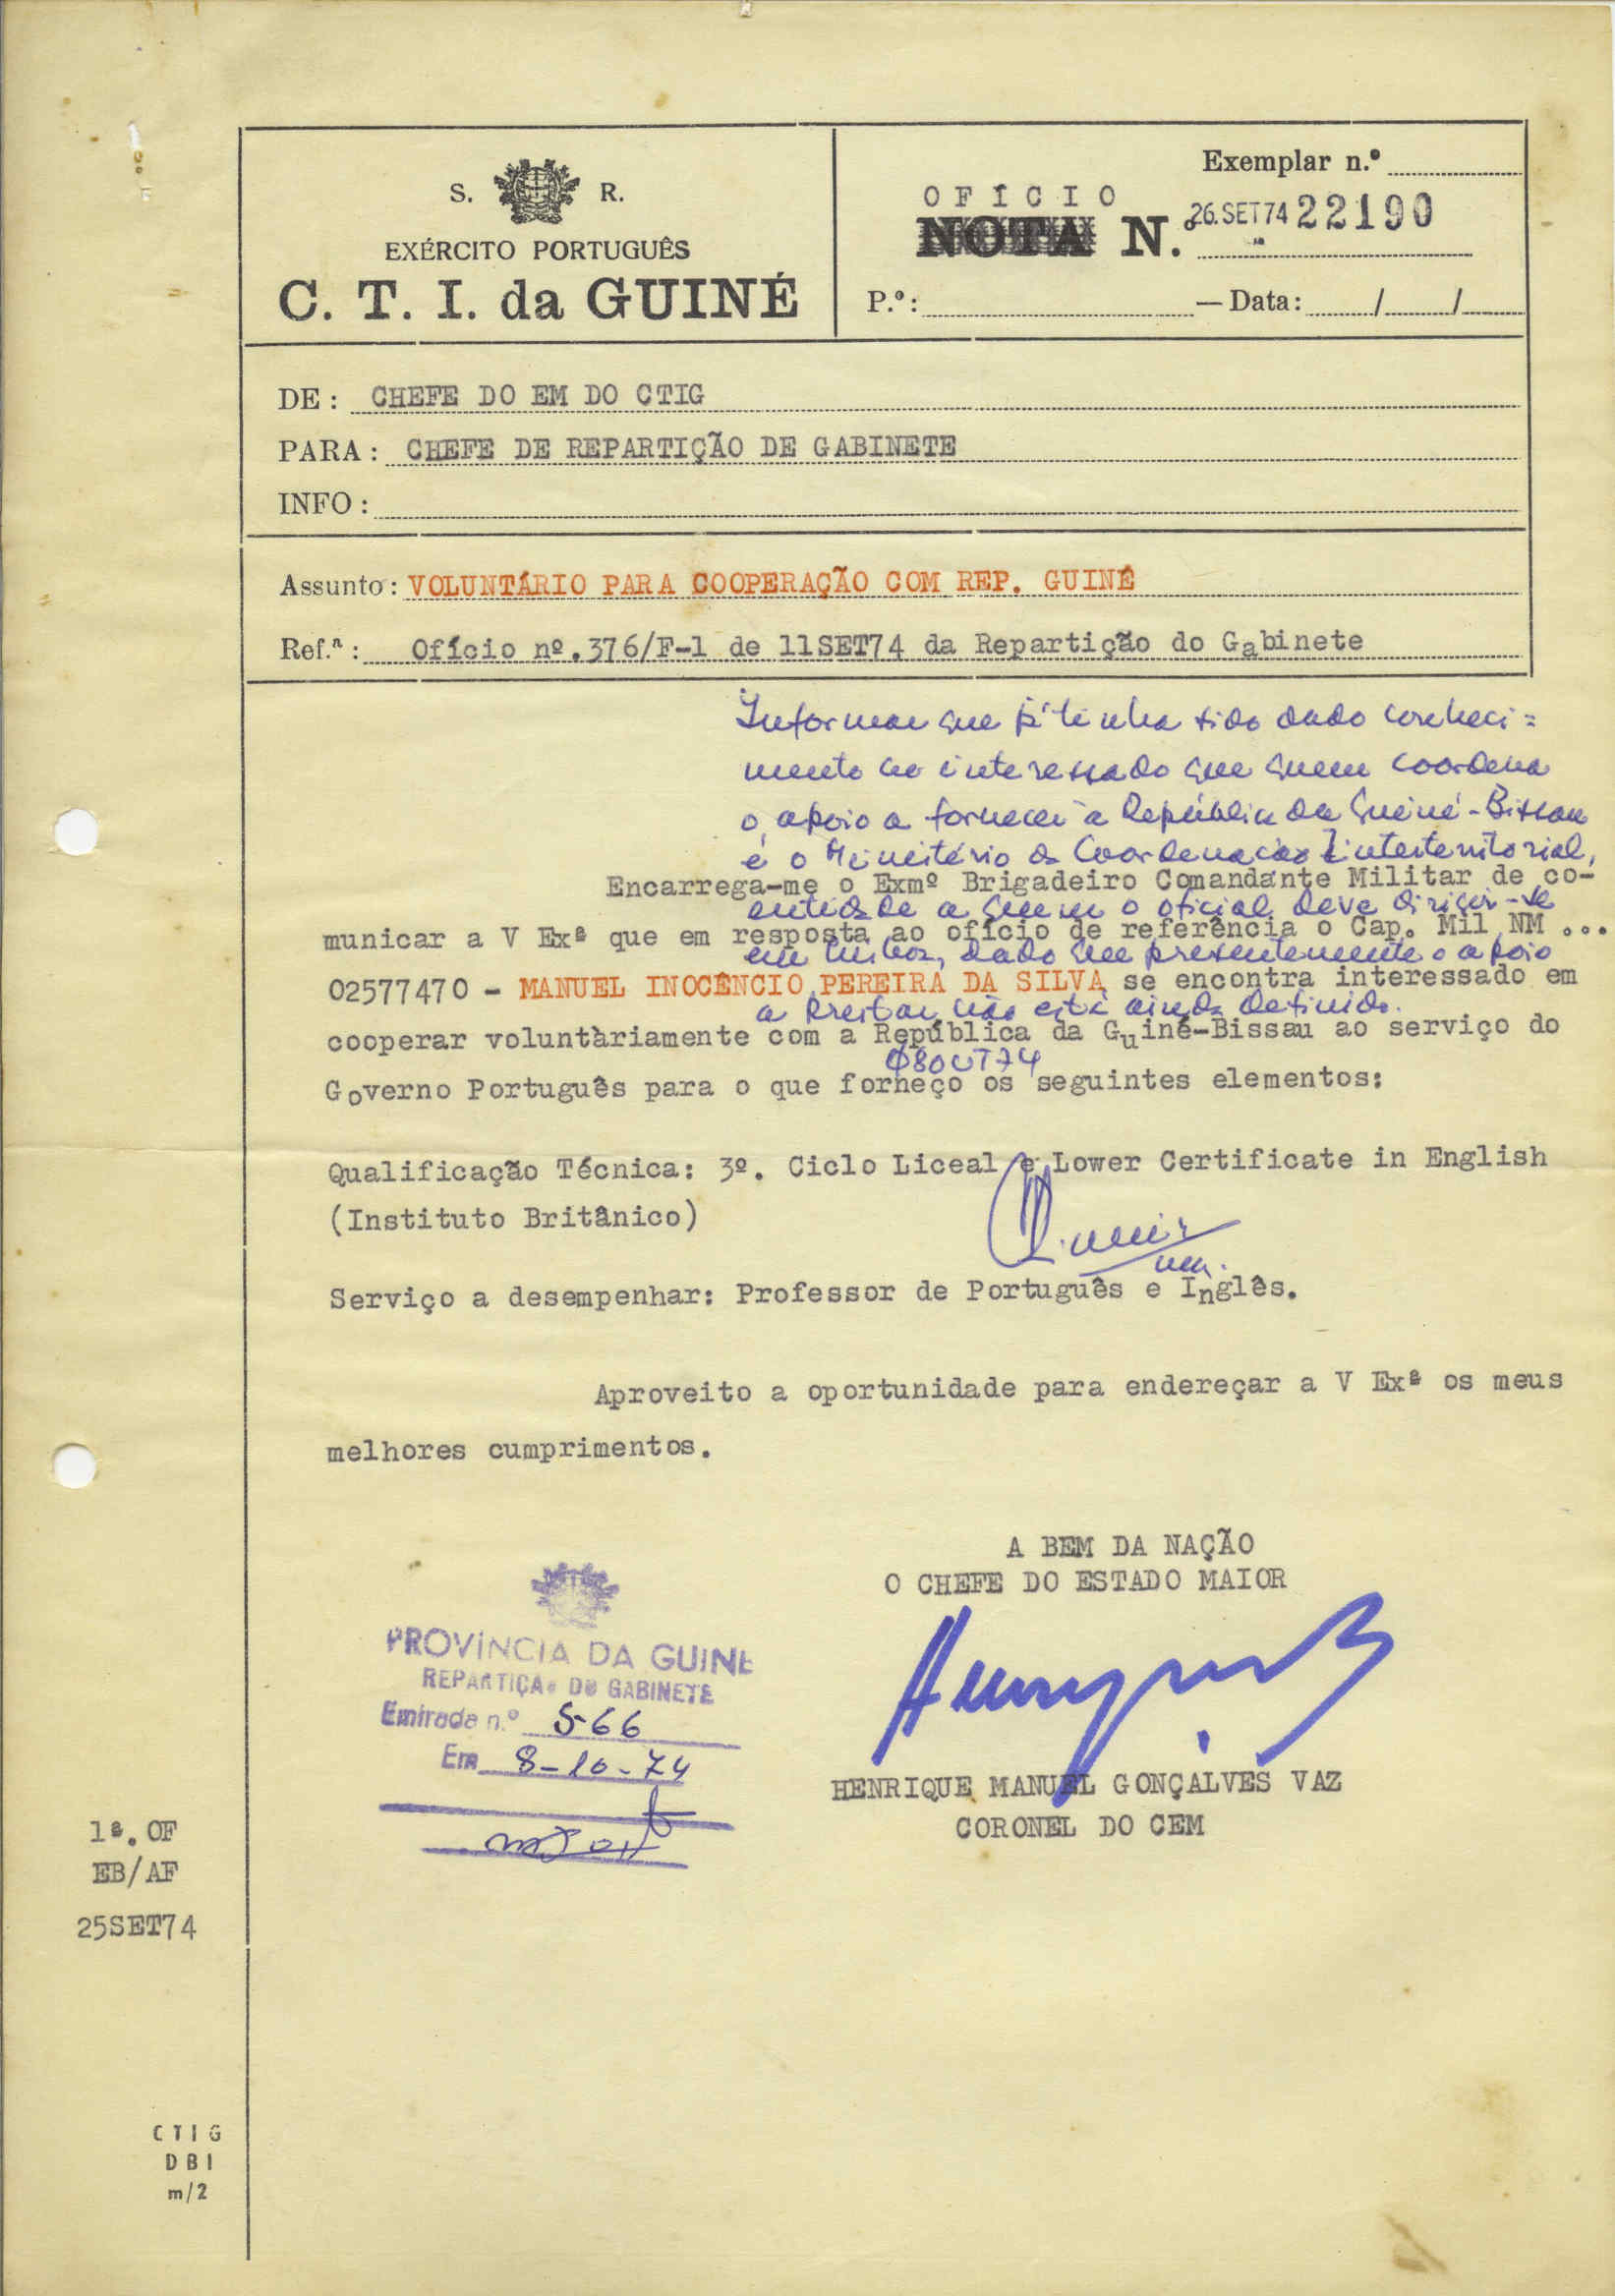 S. R.
EXÉRCITO PORTUGUÊS
C. T. I. da GUINÉ
Exemplar n.º
OFÍCIO
NOTA N.º 26.SET74 22190
P.º: — Data: / /
DE: CHEFE DO EM DO CTIG
PARA: CHEFE DE REPARTIÇÃO DE GABINETE
INFO:
Assunto: VOLUNTÁRIO PARA COOPERAÇÃO COM REP. GUINÉ
Ref.ª: Ofício nº.376/F-1 de 11SET74 da Repartição do Gabinete
Informar que já tinha sido dado conheci=
mento ao interessado que quem coordena
o apoio a fornecer à República da Guiné-Bissau
é o Ministério da Coordenação Interterritorial,
entidade a quem o oficial deve dirigir-se
em Lisboa, dado que presentemente o apoio
a prestar não está ainda definido.
080UT74
Encarrega-me o Exmº Brigadeiro Comandante Militar de co-
municar a V Exª que em resposta ao ofício de referência o Cap. Mil NM ...
02577470 - MANUEL INOCÊNCIO PEREIRA DA SILVA se encontra interessado em
cooperar voluntàriamente com a República da Guiné-Bissau ao serviço do
Governo Português para o que forneço os seguintes elementos:
Qualificação Técnica: 3º. Ciclo Liceal e Lower Certificate in English
(Instituto Britânico)
Serviço a desempenhar: Professor de Português e Inglês.
Aproveito a oportunidade para endereçar a V Exª os meus
melhores cumprimentos.
A BEM DA NAÇÃO
O CHEFE DO ESTADO MAIOR
HENRIQUE MANUEL GONÇALVES VAZ
CORONEL DO CEM
PROVÍNCIA DA GUINÉ
REPARTIÇÃO DO GABINETE
Entrada n.º 566
Em 8-10-74
1ª. OF
EB/AF
25SET74
CTIG
DBI
m/2